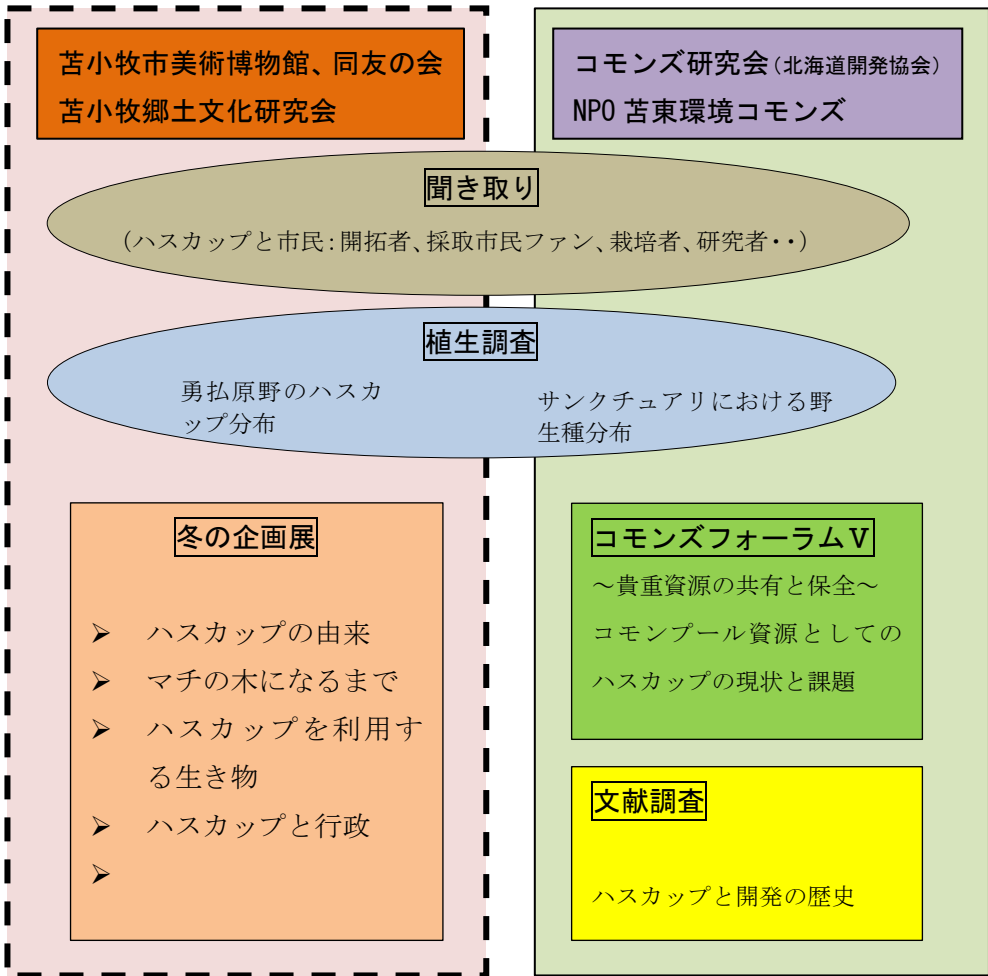 苫小牧市美術博物館、同友の会
苫小牧郷土文化研究会
コモンズ研究会(北海道開発協会)
NPO 苫東環境コモンズ
聞き取り
(ハスカップと市民:開拓者、採取市民ファン、栽培者、研究者・・)
植生調査
勇払原野のハスカ
ップ分布
サンクチュアリにおける野
生種分布
冬の企画展
➢ ハスカップの由来
➢ マチの木になるまで
➢ ハスカップを利用す
る生き物
➢ ハスカップと行政
➢
コモンズフォーラムⅤ
～貴重資源の共有と保全～
コモンプール資源としての
ハスカップの現状と課題
文献調査
ハスカップと開発の歴史